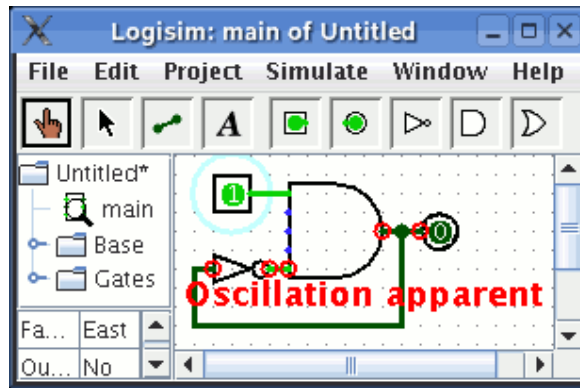 Logisim: main of Untitled
File Edit Project Simulate Window Help
A
Untitled*
main
Base
Gates
1
0
Oscillation apparent
Fa... East
Ou... No